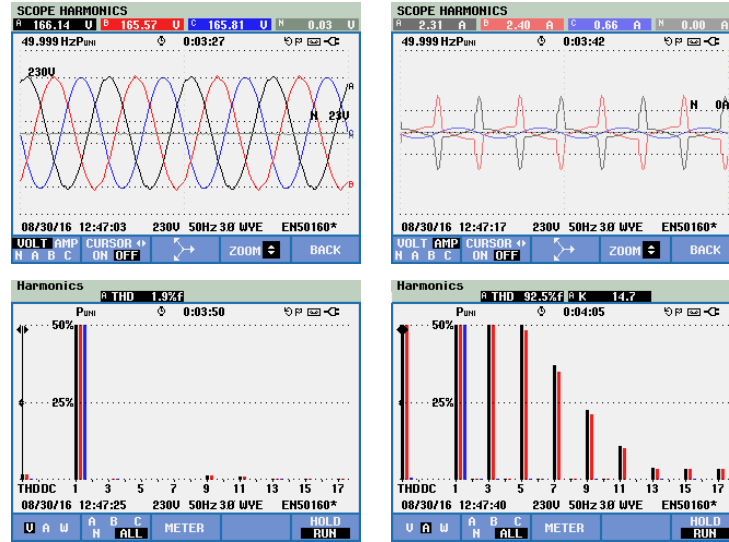 SCOPE HARMONICS
A 166.14 V B 165.57 V C 165.81 V N 0.03 V
49.999 Hz PUNI 0:03:27
230V
A
N 23V
B
08/30/16 12:47:03 230V 50Hz 3.0 WYE EN50160*
VOLT AMP CURSOR ZOOM BACK
N A B C ON OFF
SCOPE HARMONICS
A 2.31 A B 2.40 A C 0.66 A N 0.00 A
49.999 Hz PUNI 0:03:42
N 0A
08/30/16 12:47:17 230V 50Hz 3Ø WYE EN50160*
VOLT AMP CURSOR ZOOM BACK
N A B C ON OFF
Harmonics
A THD 1.9%f
PUNI 0:03:50
50%
25%
THDDC 1 3 5 7 9 11 13 15 17
08/30/16 12:47:25 230V 50Hz 3Ø WYE EN50160*
V A W A B C N ALL METER HOLD RUN
Harmonics
A THD 92.5%f A K 14.7
PUNI 0:04:05
50%
25%
THDDC 1 3 5 7 9 11 13 15 17
08/30/16 12:47:40 230V 50Hz 3Ø WYE EN50160*
V A W A B C N ALL METER HOLD RUN